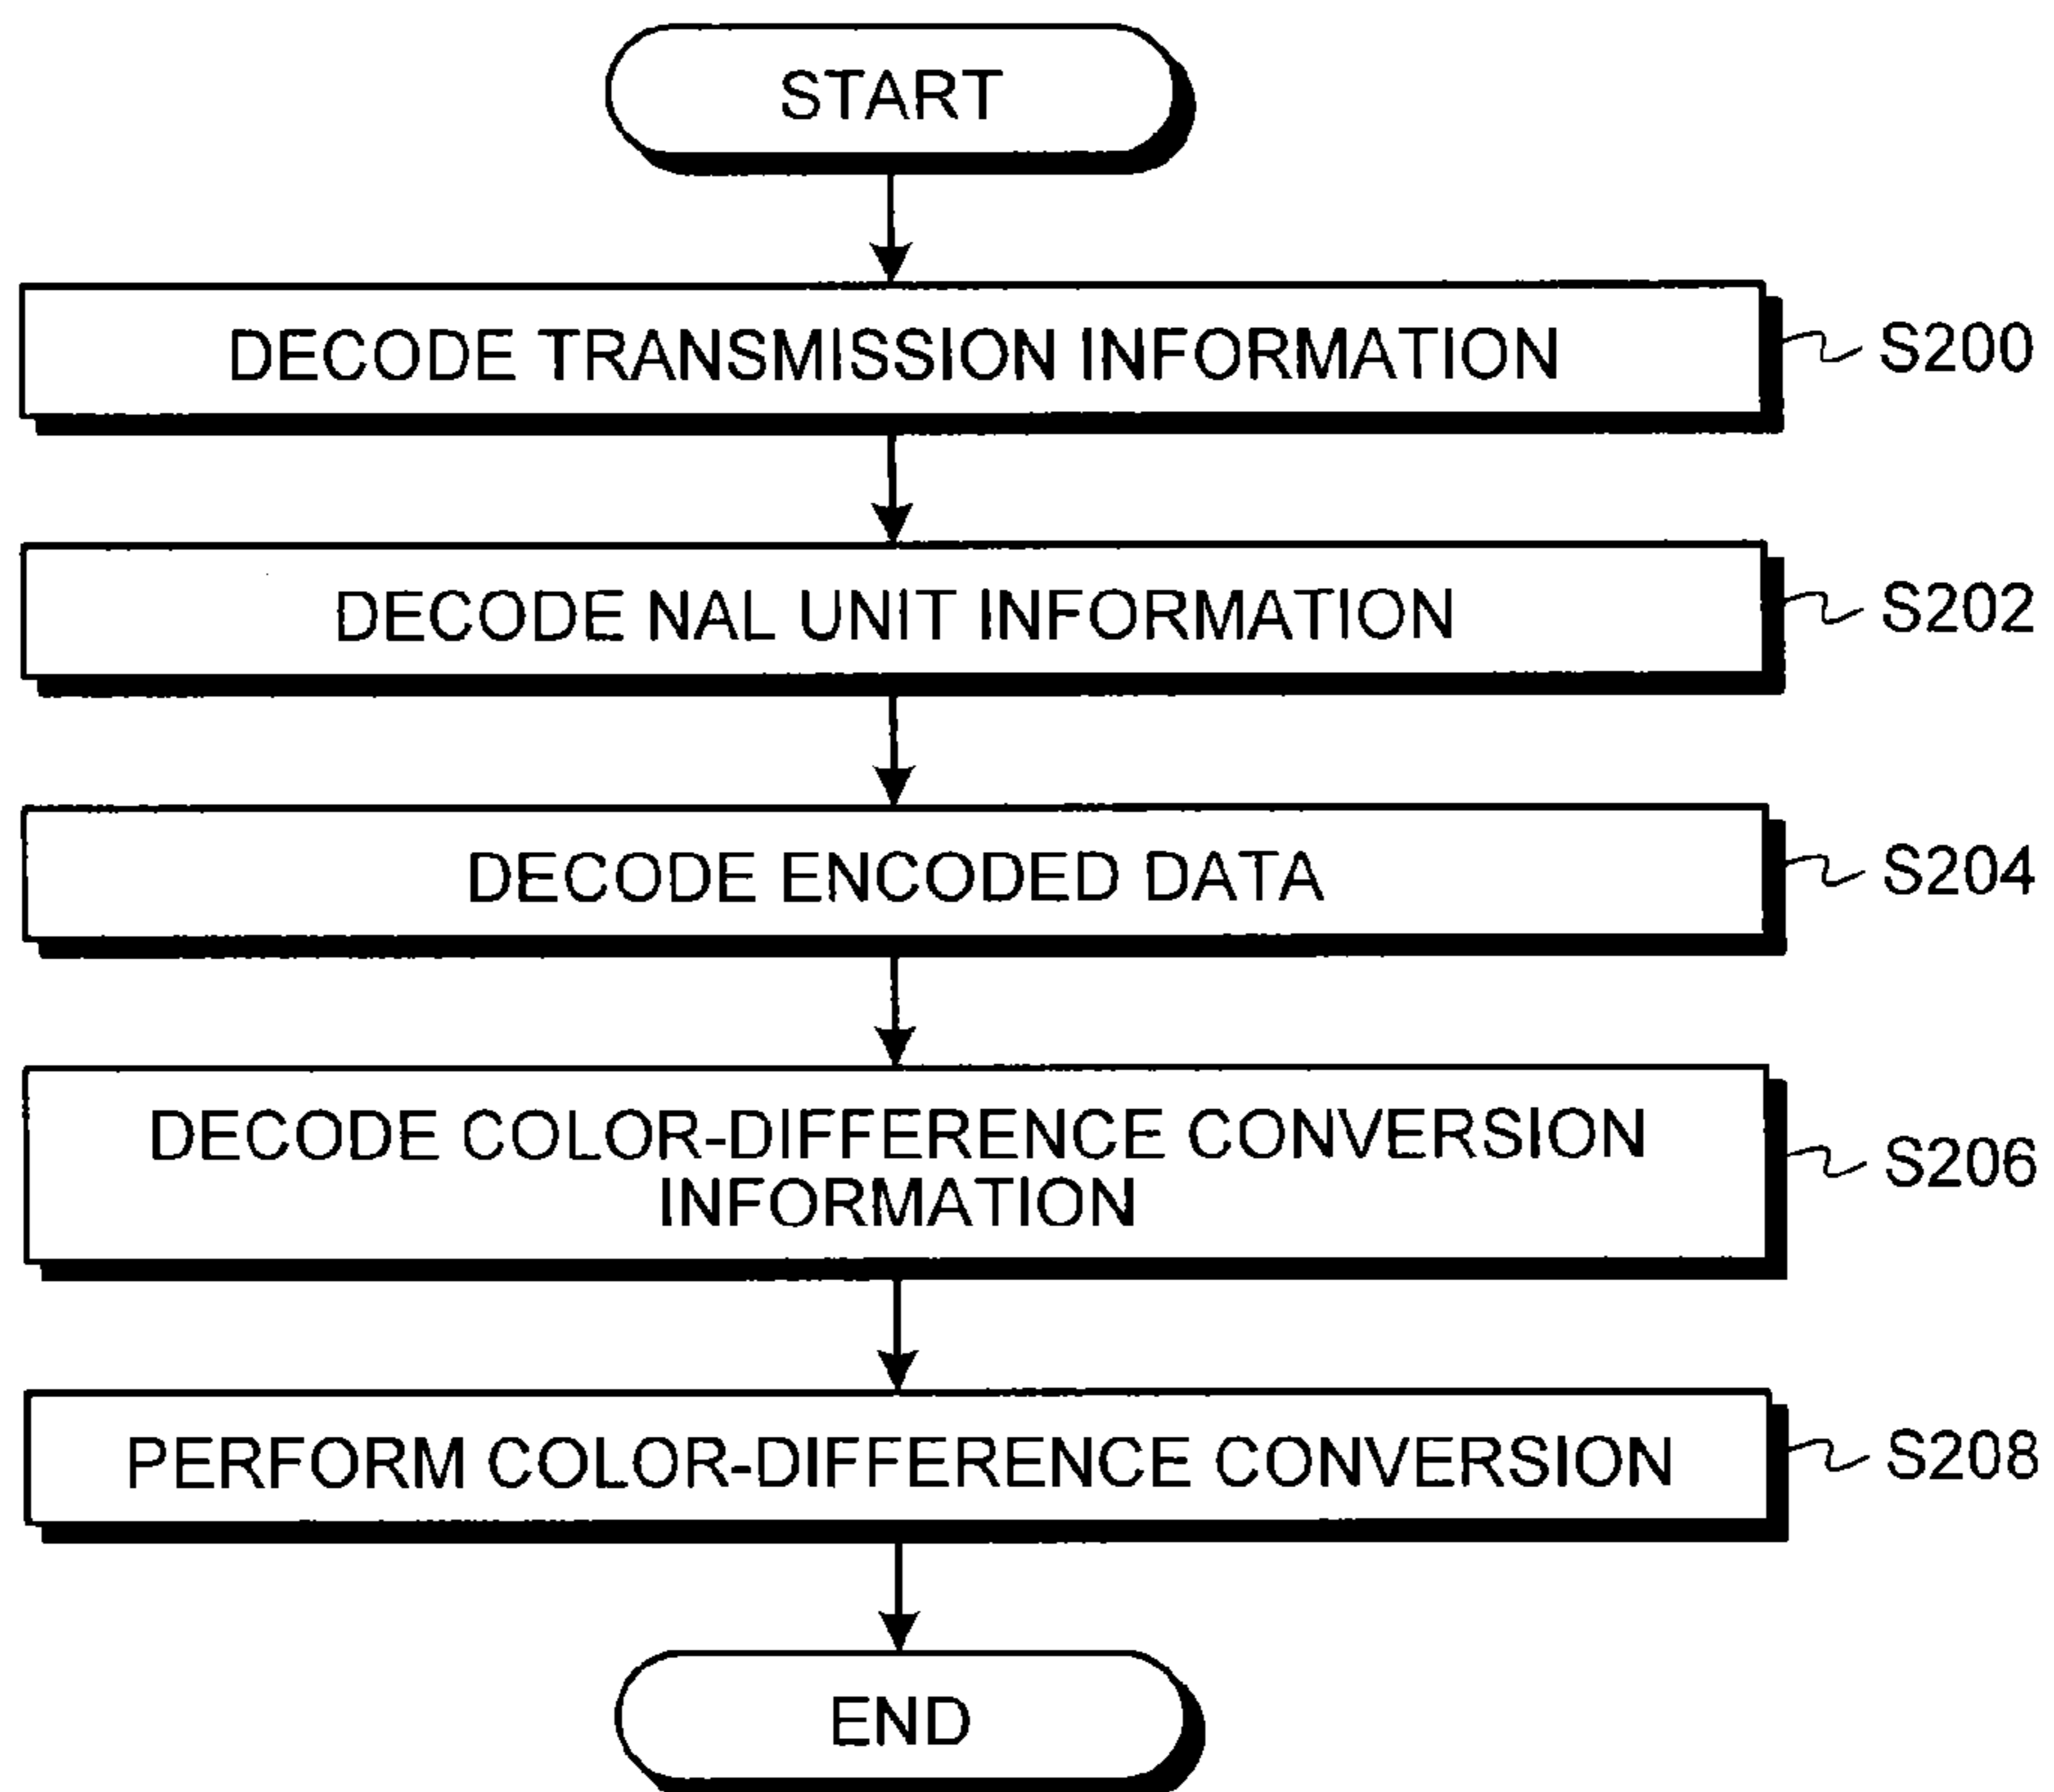 START
DECODE TRANSMISSION INFORMATION
S200
DECODE NAL UNIT INFORMATION
S202
DECODE ENCODED DATA
S204
DECODE COLOR-DIFFERENCE CONVERSION
INFORMATION
S206
PERFORM COLOR-DIFFERENCE CONVERSION
S208
END